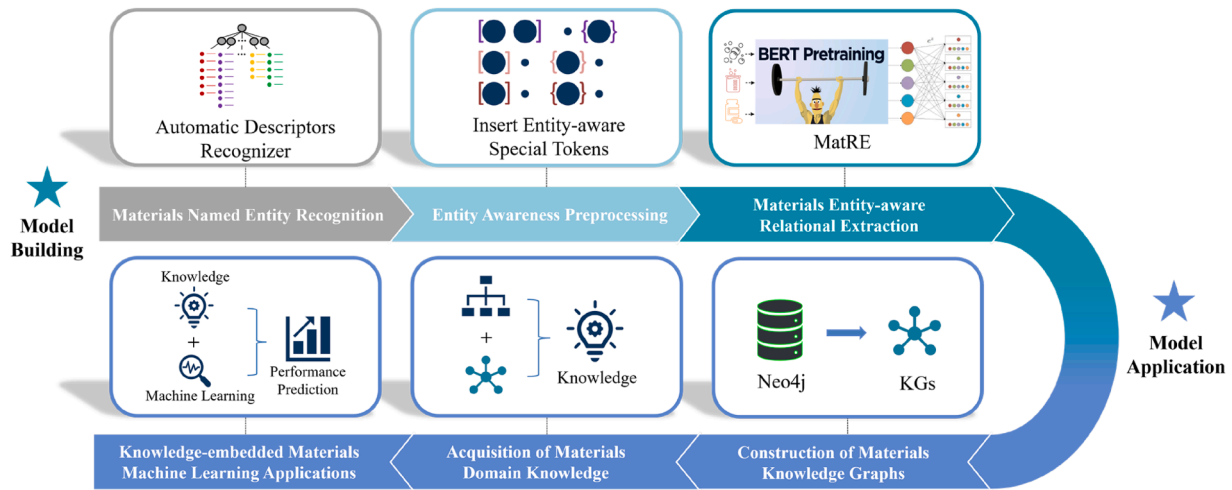 Automatic Descriptors
Recognizer
Insert Entity-aware
Special Tokens
BERT Pretraining
MatRE
Model
Building
Materials Named Entity Recognition
Entity Awareness Preprocessing
Materials Entity-aware
Relational Extraction
Knowledge
+
Machine Learning
Performance
Prediction
+
Knowledge
Neo4j
KGs
Model
Application
Knowledge-embedded Materials
Machine Learning Applications
Acquisition of Materials
Domain Knowledge
Construction of Materials
Knowledge Graphs